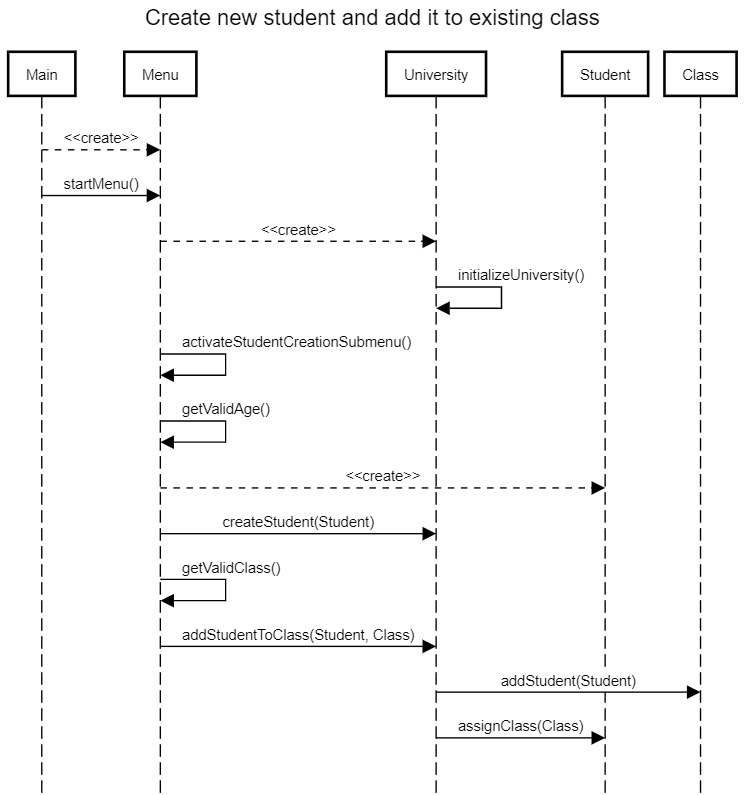 Create new student and add it to existing class
Main Menu University Student Class
<<create>>
startMenu()
<<create>>
initializeUniversity()
activateStudentCreationSubmenu()
getValidAge()
<<create>>
createStudent(Student)
getValidClass()
addStudentToClass(Student, Class)
addStudent(Student)
assignClass(Class)